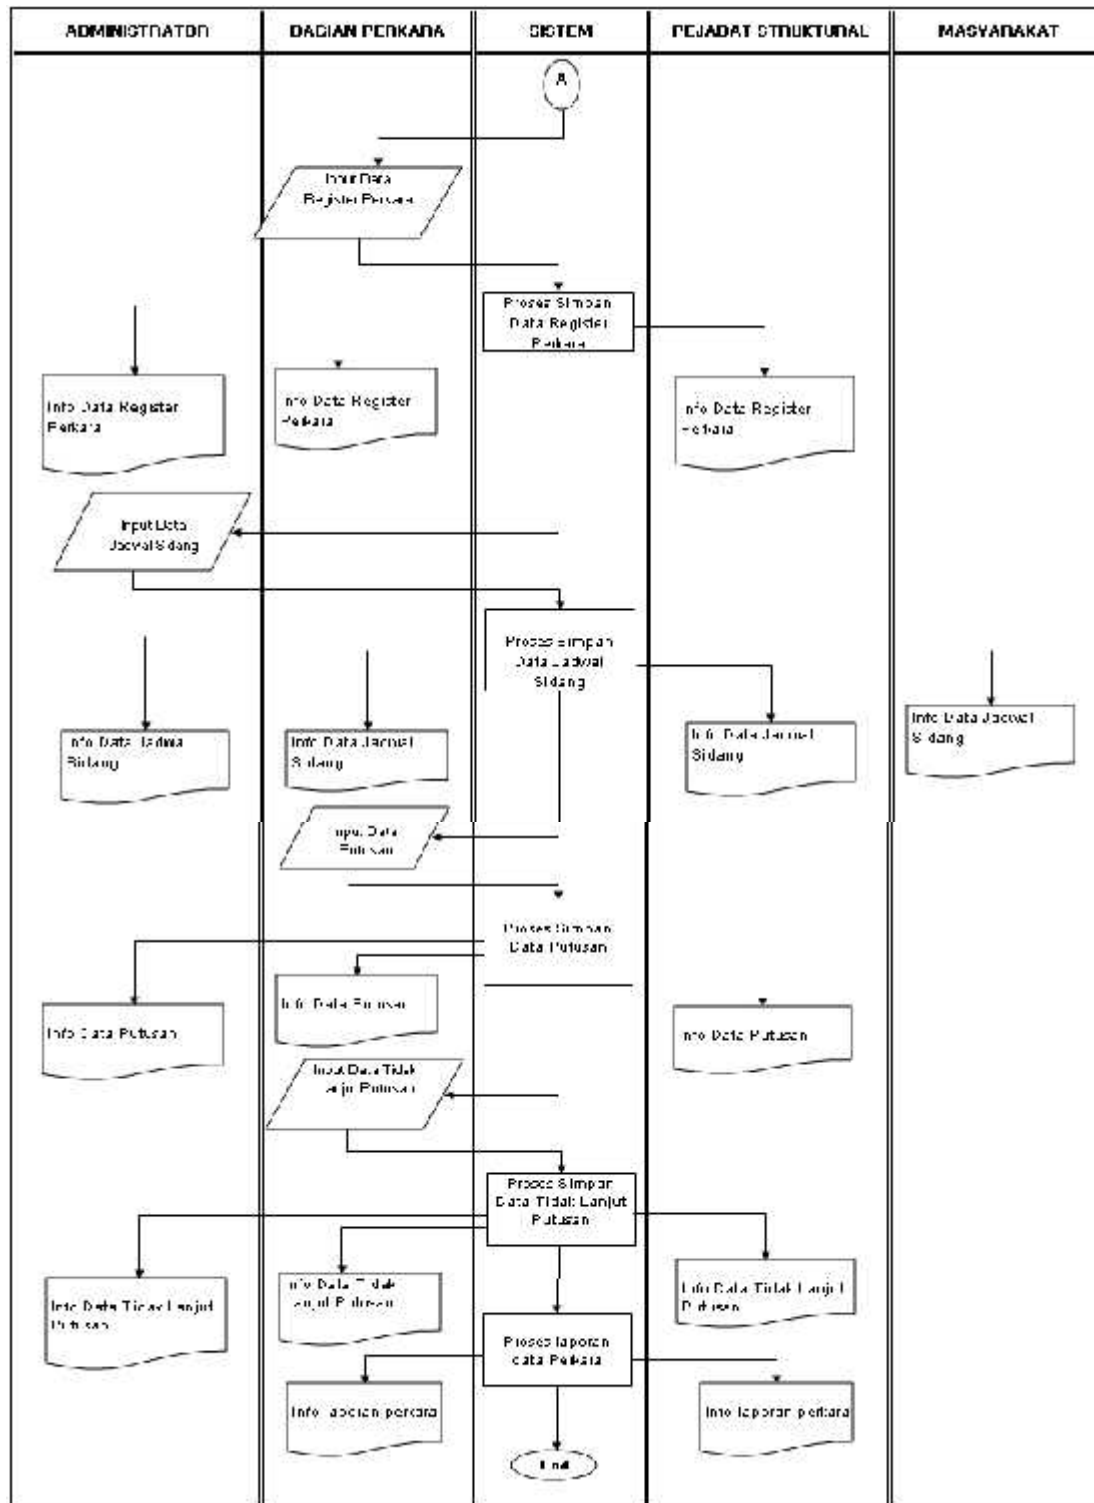 ADMINISTRATOR
BAGIAN PERKARA
SISTEM
PEJABAT STRUKTURAL
MASYARAKAT
A
Input Data
Register Perkara
Proses Simpan
Data Register
Perkara
Info Data Register
Perkara
Info Data Register
Perkara
Info Data Register
Perkara
Input Data
Jadwal Sidang
Proses Simpan
Data Jadwal
Sidang
Info Data Jadwal
Sidang
Info Data Jadwal
Sidang
Info Data Jadwal
Sidang
Info Data Jadwal
Sidang
Input Data
Putusan
Proses Simpan
Data Putusan
Info Data Putusan
Info Data Putusan
Info Data Putusan
Input Data Tidak
Lanjut Putusan
Proses Simpan
Data Tidak Lanjut
Putusan
Info Data Tidak Lanjut
Putusan
Info Data Tidak
Lanjut Putusan
Info Data Tidak Lanjut
Putusan
Proses laporan
data Perkara
Info laporan perkara
Info laporan perkara
End